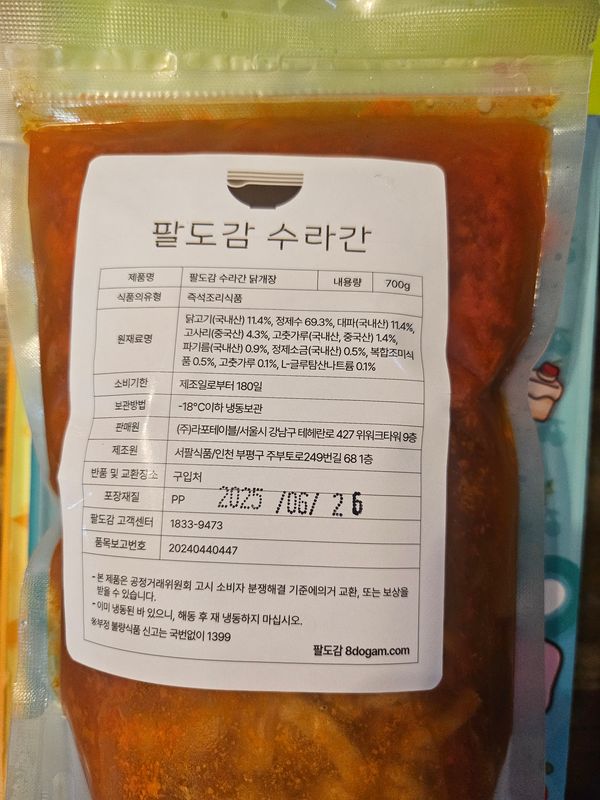 팔도감 수라간
제품명 팔도감 수라간 닭개장 내용량 700g
식품의유형 즉석조리식품
원재료명 닭고기(국내산) 11.4%, 정제수 69.3%, 대파(국내산) 11.4%,
고사리(중국산) 4.3%, 고춧가루(국내산, 중국산) 1.4%,
파기름(국내산) 0.9%, 정제소금(국내산) 0.5%, 복합조미식
품 0.5%, 고춧가루 0.1%, L-글루탐산나트륨 0.1%
소비기한 제조일로부터 180일
보관방법 -18°C이하 냉동보관
판매원 (주)라포테이블/서울시 강남구 테헤란로 427 위워크타워 9층
제조원 서팔식품/인천 부평구 주부토로249번길 68 1층
반품 및 교환장소 구입처
포장재질 PP 2025 /06/ 26
팔도감 고객센터 1833-9473
품목보고번호 20240440447
-본 제품은 공정거래위원회 고시 소비자 분쟁해결 기준에의거 교환, 또는 보상을
받을 수 있습니다.
-이미 냉동된 바 있으니, 해동 후 재 냉동하지 마십시오.
※부정 불량식품 신고는 국번없이 1399
팔도감 8dogam.com